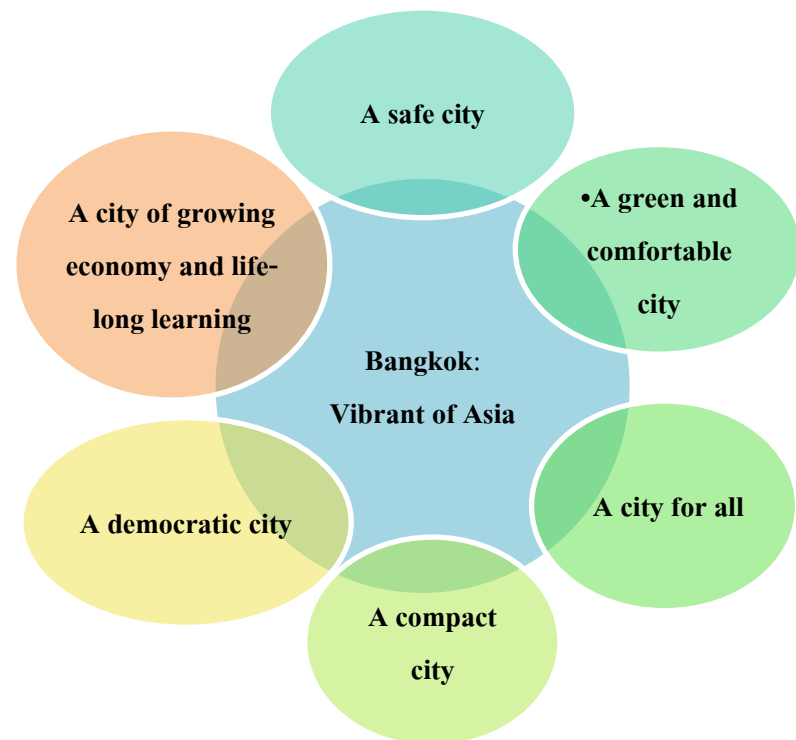 A safe city
•A green and
comfortable
city
A city for all
A compact
city
A democratic city
A city of growing
economy and life-
long learning
Bangkok:
Vibrant of Asia